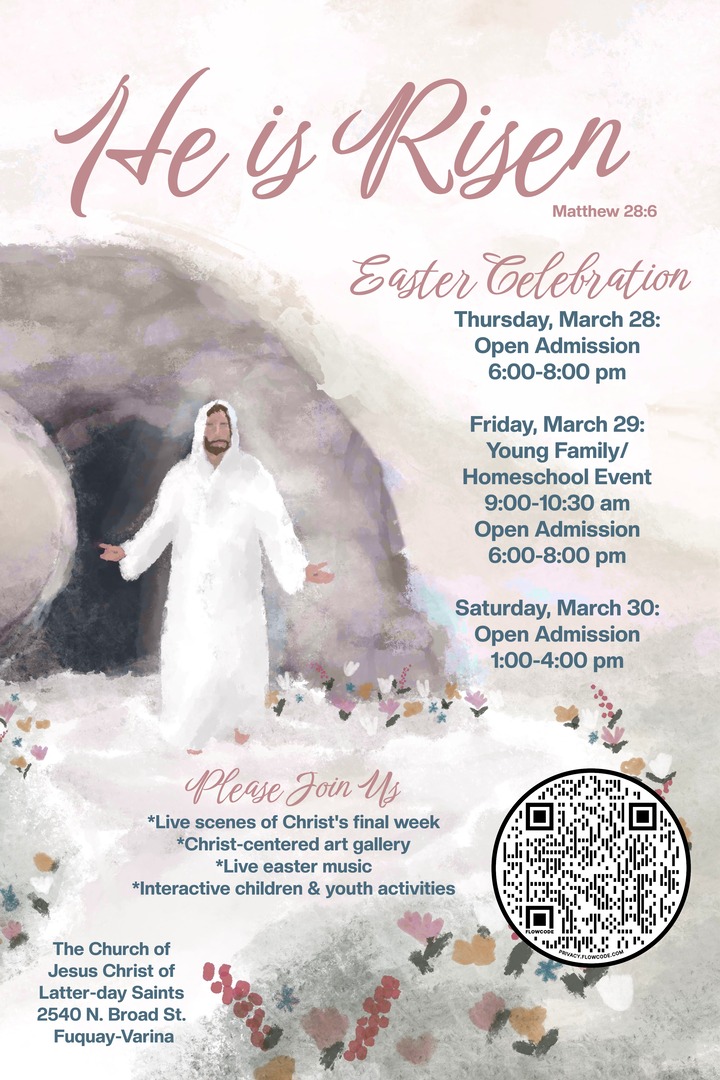 He is Risen
Matthew 28:6
Easter Celebration
Thursday, March 28:
Open Admission
6:00-8:00 pm
Friday, March 29:
Young Family/
Homeschool Event
9:00-10:30 am
Open Admission
6:00-8:00 pm
Saturday, March 30:
Open Admission
1:00-4:00 pm
Please Join Us
*Live scenes of Christ's final week
*Christ-centered art gallery
*Live easter music
*Interactive children & youth activities
FLOWCODE
PRIVACY.FLOWCODE.COM
The Church of
Jesus Christ of
Latter-day Saints
2540 N. Broad St.
Fuquay-Varina